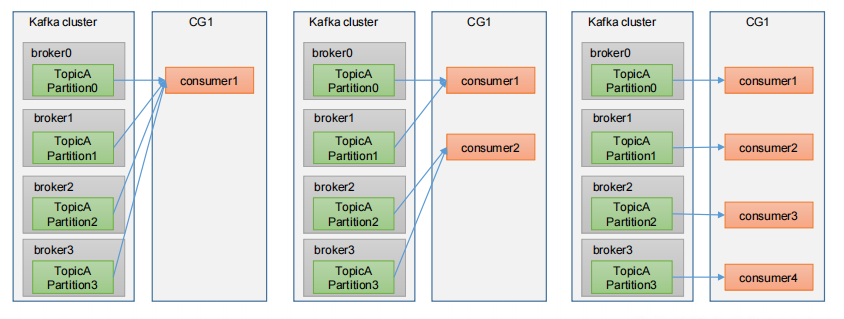 Kafka cluster
CG1
broker0
TopicA
Partition0
consumer1
broker1
TopicA
Partition1
broker2
TopicA
Partition2
broker3
TopicA
Partition3
Kafka cluster
CG1
broker0
TopicA
Partition0
consumer1
broker1
TopicA
Partition1
consumer2
broker2
TopicA
Partition2
broker3
TopicA
Partition3
Kafka cluster
CG1
broker0
TopicA
Partition0
consumer1
broker1
TopicA
Partition1
consumer2
broker2
TopicA
Partition2
consumer3
broker3
TopicA
Partition3
consumer4